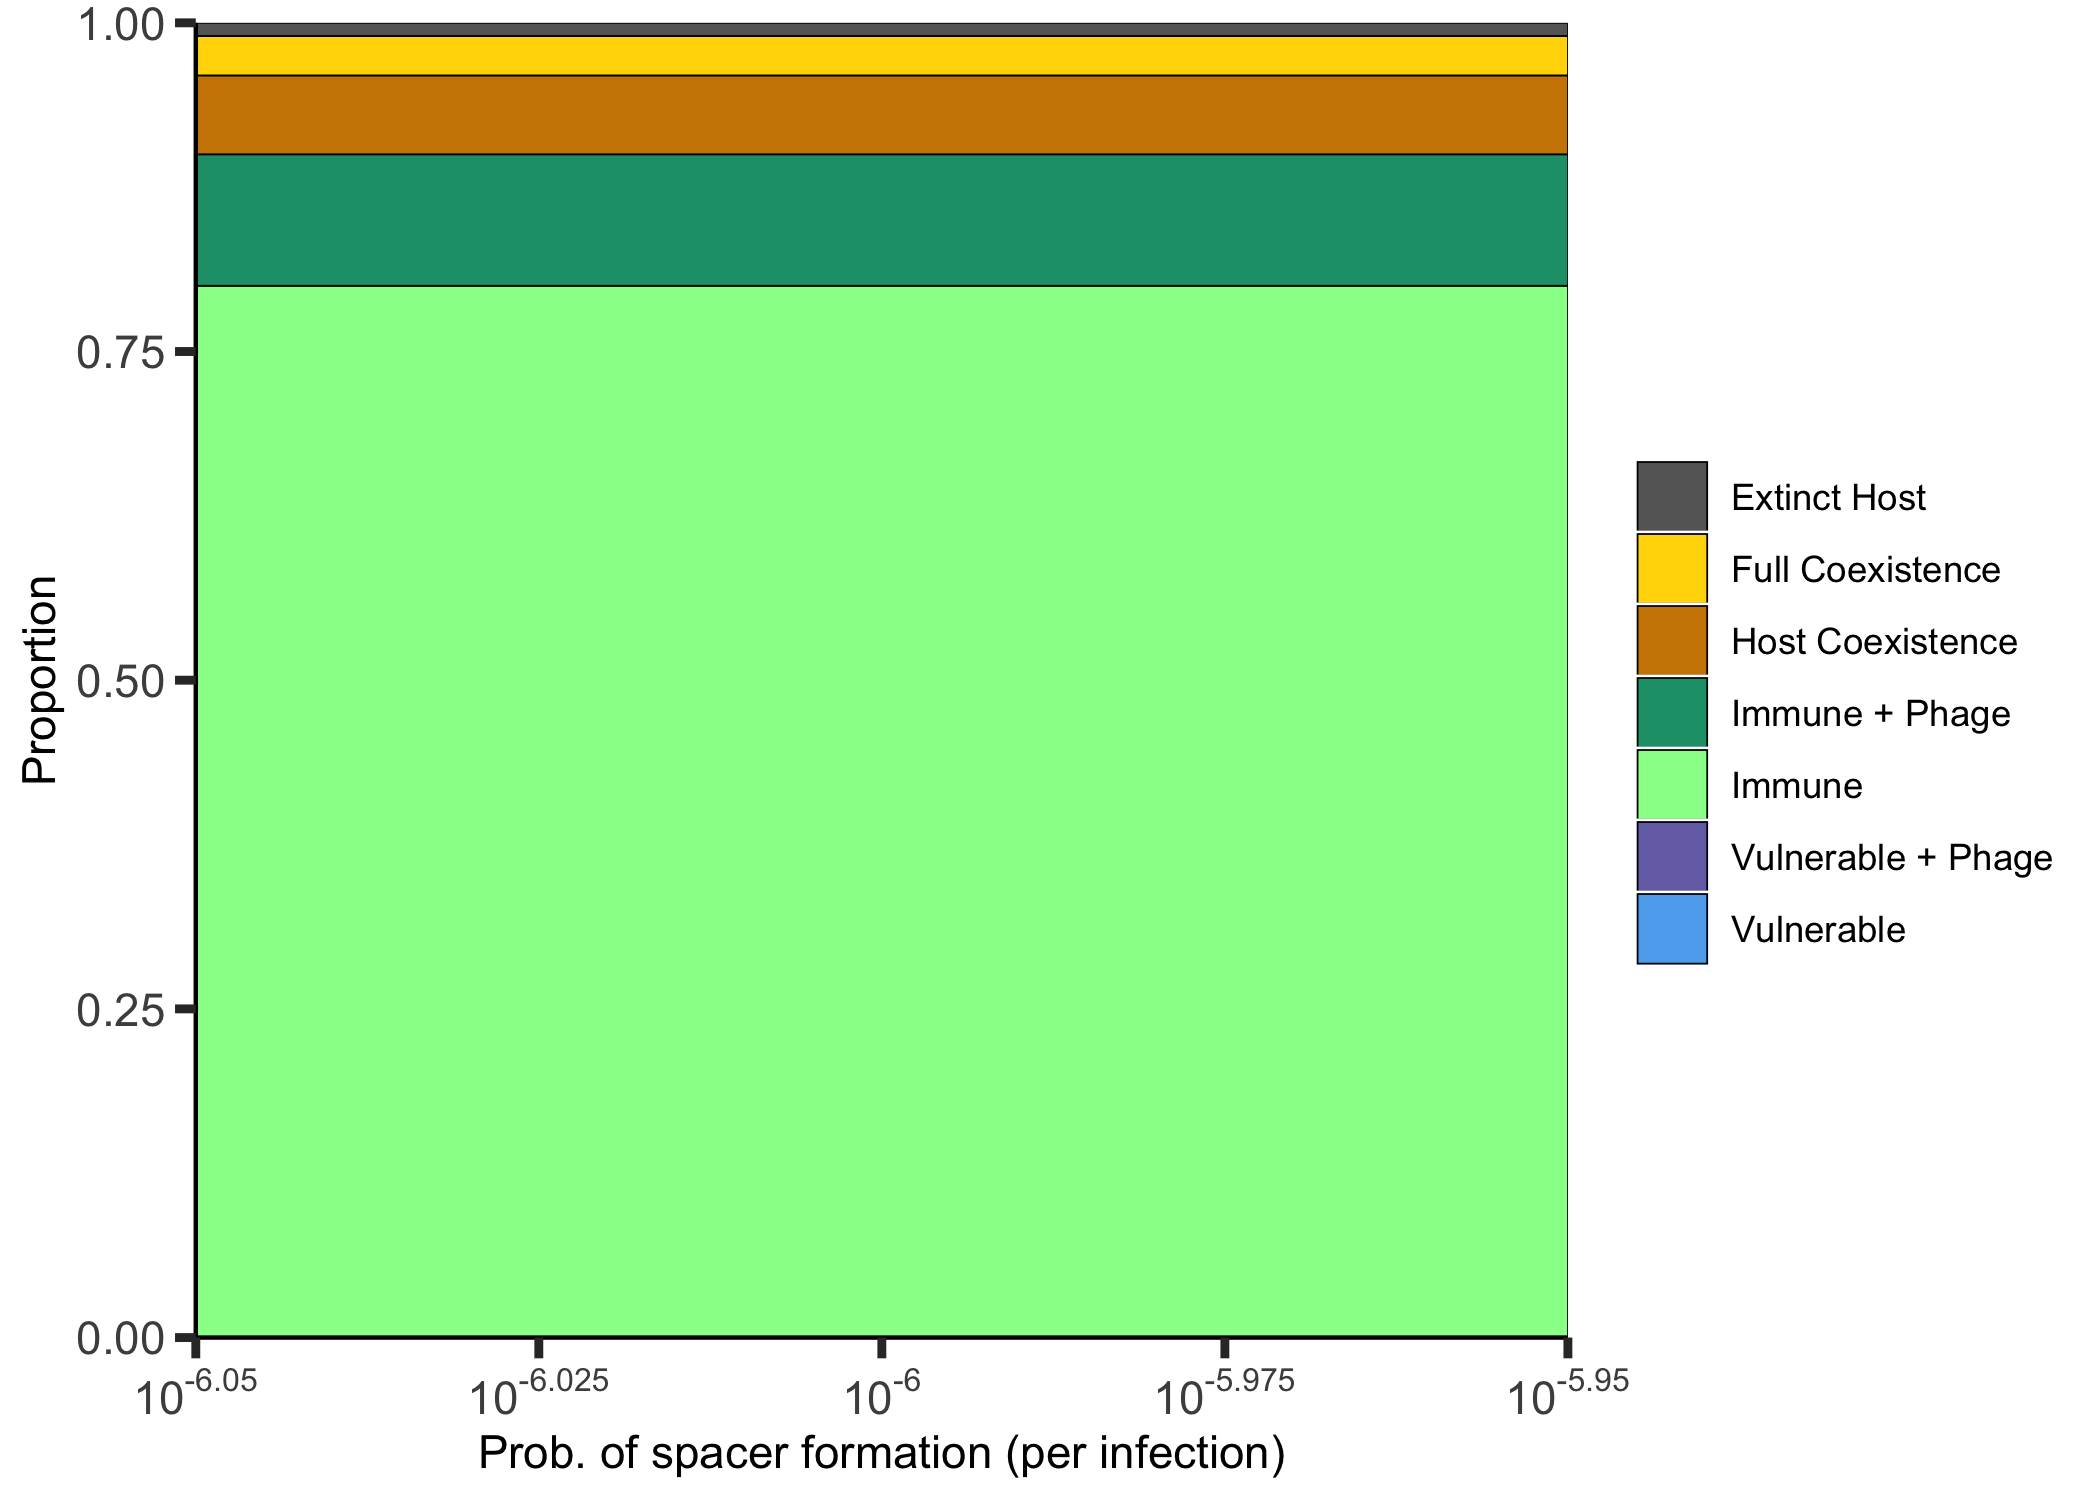 1.00
0.75
0.50
0.25
0.00
Proportion
10^-6.05
10^-6.025
10^-6
10^-5.975
10^-5.95
Prob. of spacer formation (per infection)
Extinct Host
Full Coexistence
Host Coexistence
Immune + Phage
Immune
Vulnerable + Phage
Vulnerable